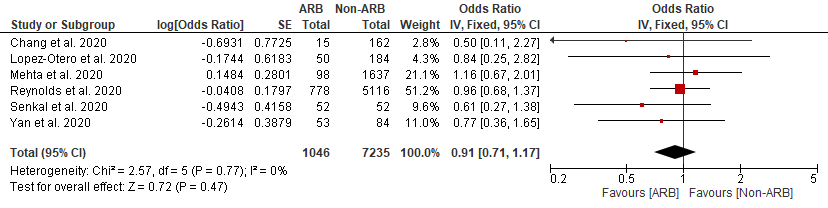 ARB Non-ARB Odds Ratio Odds Ratio
Study or Subgroup log[Odds Ratio] SE Total Total Weight IV, Fixed, 95% CI IV, Fixed, 95% CI
Chang et al. 2020 -0.6931 0.7725 15 162 2.8% 0.50 [0.11, 2.27]
Lopez-Otero et al. 2020 -0.1744 0.6183 50 184 4.3% 0.84 [0.25, 2.82]
Mehta et al. 2020 0.1484 0.2801 98 1637 21.1% 1.16 [0.67, 2.01]
Reynolds et al. 2020 -0.0408 0.1797 778 5116 51.2% 0.96 [0.68, 1.37]
Senkal et al. 2020 -0.4943 0.4158 52 52 9.6% 0.61 [0.27, 1.38]
Yan et al. 2020 -0.2614 0.3879 53 84 11.0% 0.77 [0.36, 1.65]
Total (95% CI) 1046 7235 100.0% 0.91 [0.71, 1.17]
Heterogeneity: Chi² = 2.57, df = 5 (P = 0.77); I² = 0%
Test for overall effect: Z = 0.72 (P = 0.47)
0.2 0.5 1 2 5
Favours [ARB] Favours [Non-ARB]